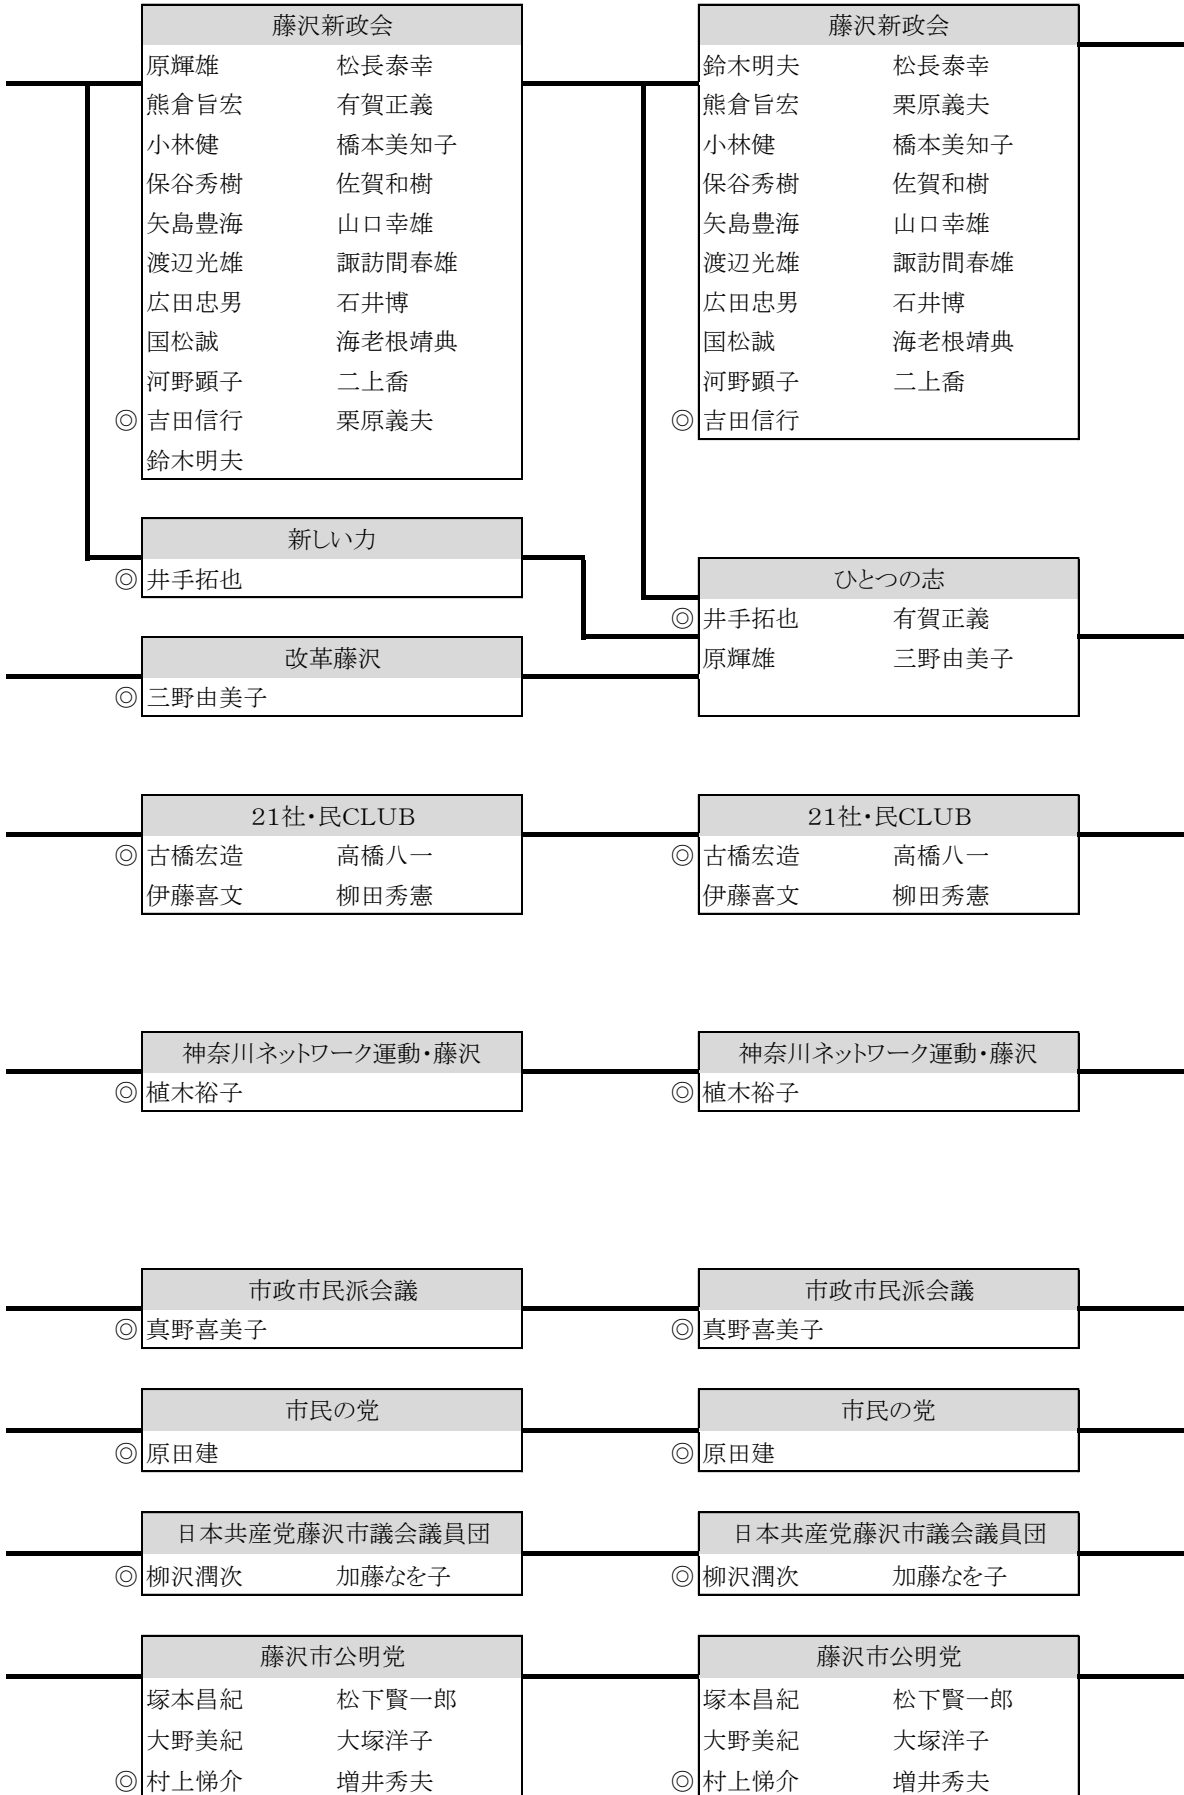 藤沢新政会
原輝雄 松長泰幸
熊倉旨宏 有賀正義
小林健 橋本美知子
保谷秀樹 佐賀和樹
矢島豊海 山口幸雄
渡辺光雄 諏訪間春雄
広田忠男 石井博
国松誠 海老根靖典
河野顕子 二上喬
◎ 吉田信行 栗原義夫
鈴木明夫
新しい力
◎ 井手拓也
改革藤沢
◎ 三野由美子
21社・民CLUB
◎ 古橋宏造 高橋八一
伊藤喜文 柳田秀憲
神奈川ネットワーク運動・藤沢
◎ 植木裕子
市政市民派会議
◎ 真野喜美子
市民の党
◎ 原田建
日本共産党藤沢市議会議員団
◎ 柳沢潤次 加藤なを子
藤沢市公明党
塚本昌紀 松下賢一郎
大野美紀 大塚洋子
◎ 村上悌介 増井秀夫
藤沢新政会
鈴木明夫 松長泰幸
熊倉旨宏 栗原義夫
小林健 橋本美知子
保谷秀樹 佐賀和樹
矢島豊海 山口幸雄
渡辺光雄 諏訪間春雄
広田忠男 石井博
国松誠 海老根靖典
河野顕子 二上喬
◎ 吉田信行
ひとつの志
◎ 井手拓也 有賀正義
原輝雄 三野由美子
21社・民CLUB
◎ 古橋宏造 高橋八一
伊藤喜文 柳田秀憲
神奈川ネットワーク運動・藤沢
◎ 植木裕子
市政市民派会議
◎ 真野喜美子
市民の党
◎ 原田建
日本共産党藤沢市議会議員団
◎ 柳沢潤次 加藤なを子
藤沢市公明党
塚本昌紀 松下賢一郎
大野美紀 大塚洋子
◎ 村上悌介 増井秀夫